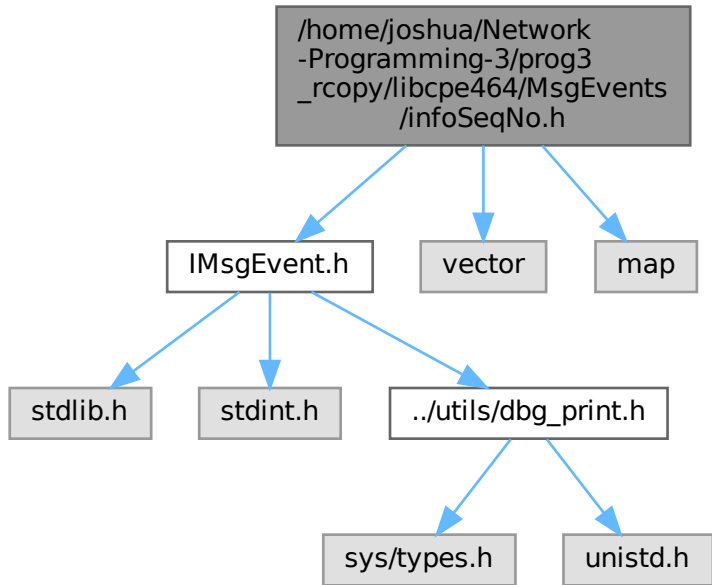 /home/joshua/Network
-Programming-3/prog3
_rcopy/libcpe464/MsgEvents
/infoSeqNo.h
IMsgEvent.h
vector
map
stdlib.h
stdint.h
../utils/dbg_print.h
sys/types.h
unistd.h